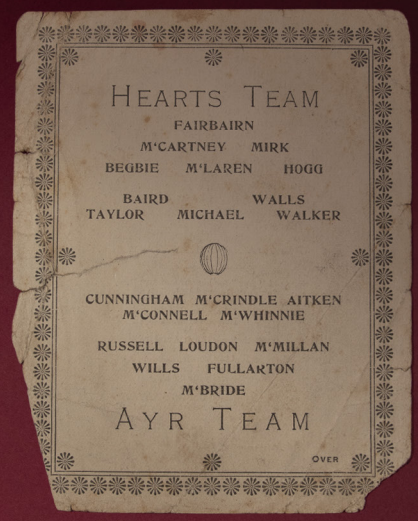 HEARTS TEAM
FAIRBAIRN
M'CARTNEY MIRK
BEGBIE M'LAREN HOGG
BAIRD WALLS
TAYLOR MICHAEL WALKER
CUNNINGHAM M'CRINDLE AITKEN
M'CONNELL M'WHINNIE
RUSSELL LOUDON M'MILLAN
WILLS FULLARTON
M'BRIDE
AYR TEAM
OVER